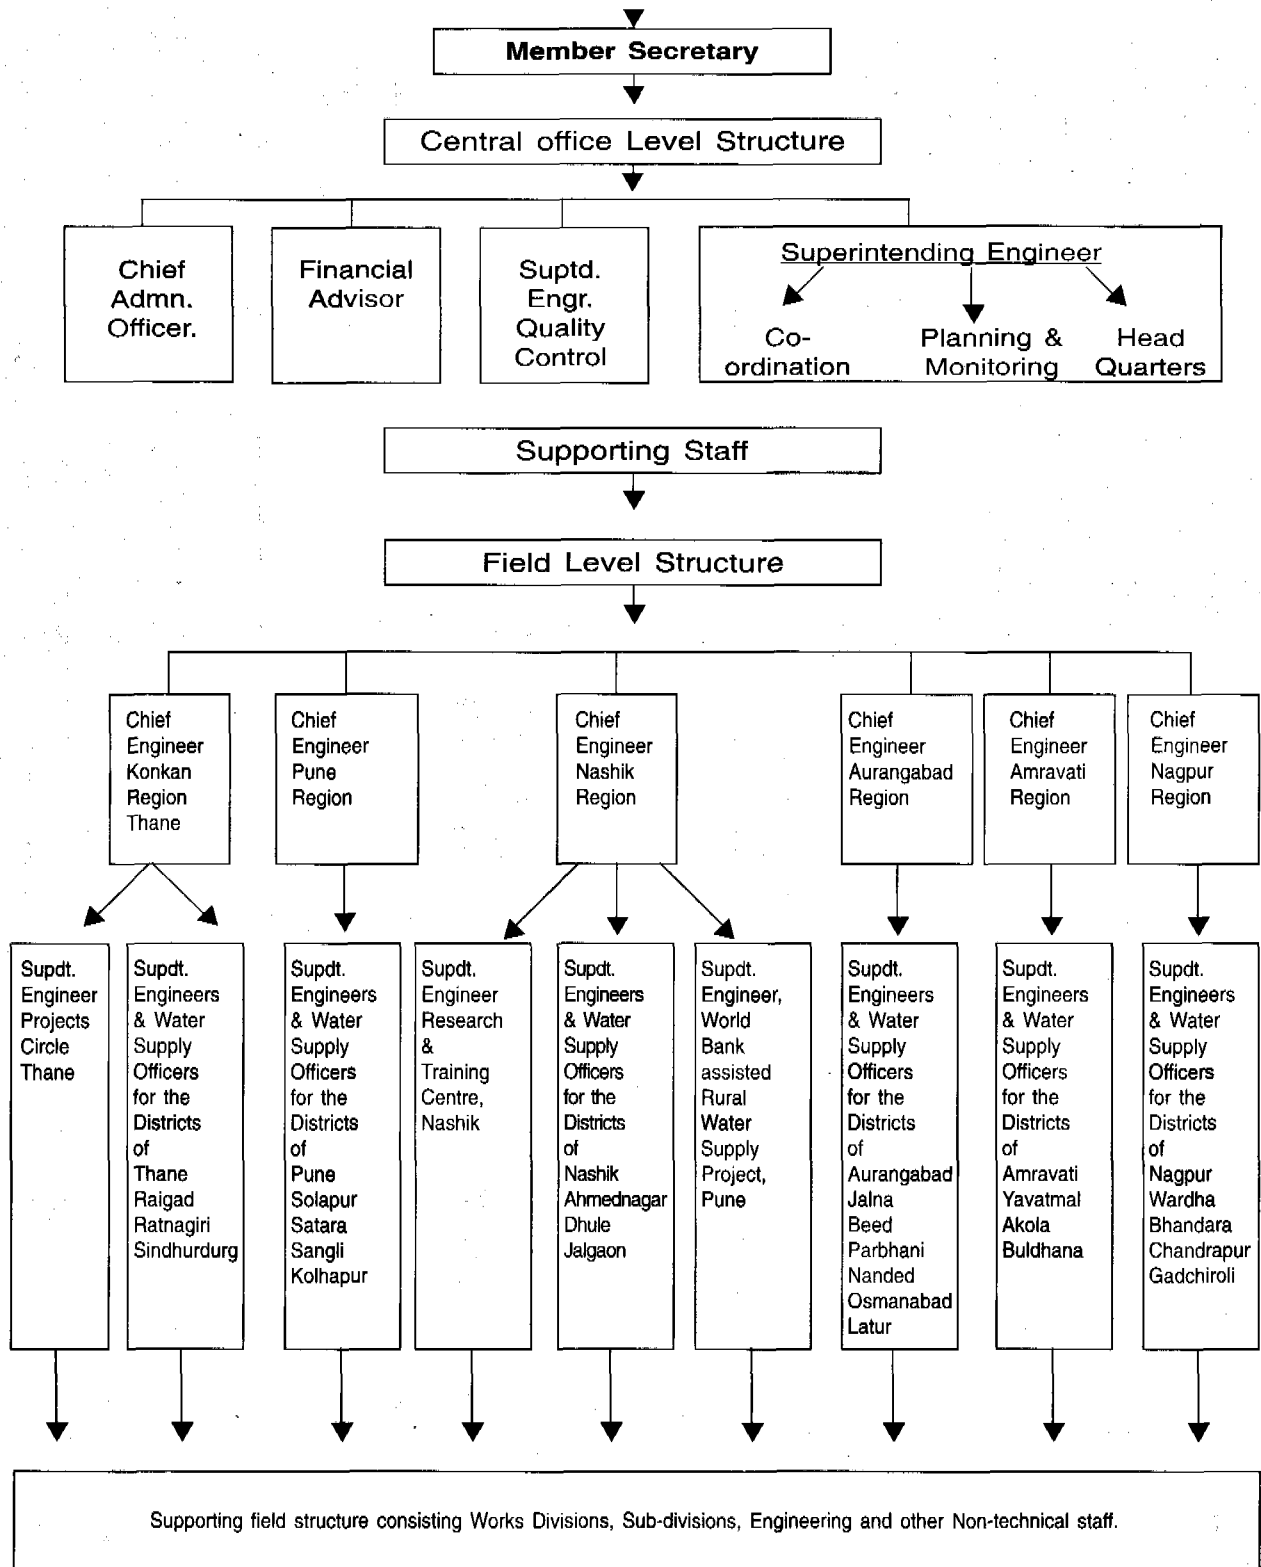 Member Secretary
Central office Level Structure
Chief
Admn.
Officer.
Financial
Advisor
Suptd.
Engr.
Quality
Control
Superintending Engineer
Co-
ordination
Planning &
Monitoring
Head
Quarters
Supporting Staff
Field Level Structure
Chief
Engineer
Konkan
Region
Thane
Chief
Engineer
Pune
Region
Chief
Engineer
Nashik
Region
Chief
Engineer
Aurangabad
Region
Chief
Engineer
Amravati
Region
Chief
Engineer
Nagpur
Region
Supdt.
Engineer
Projects
Circle
Thane
Supdt.
Engineers
& Water
Supply
Officers
for the
Districts
of
Thane
Raigad
Ratnagiri
Sindhurdurg
Supdt.
Engineers
& Water
Supply
Officers
for the
Districts
of
Pune
Solapur
Satara
Sangli
Kolhapur
Supdt.
Engineer
Research
&
Training
Centre,
Nashik
Supdt.
Engineers
& Water
Supply
Officers
for the
Districts
of
Nashik
Ahmednagar
Dhule
Jalgaon
Supdt.
Engineer,
World
Bank
assisted
Rural
Water
Supply
Project,
Pune
Supdt.
Engineers
& Water
Supply
Officers
for the
Districts
of
Aurangabad
Jalna
Beed
Parbhani
Nanded
Osmanabad
Latur
Supdt.
Engineers
& Water
Supply
Officers
for the
Districts
of
Amravati
Yavatmal
Akola
Buldhana
Supdt.
Engineers
& Water
Supply
Officers
for the
Districts
of
Nagpur
Wardha
Bhandara
Chandrapur
Gadchiroli
Supporting field structure consisting Works Divisions, Sub-divisions, Engineering and other Non-technical staff.